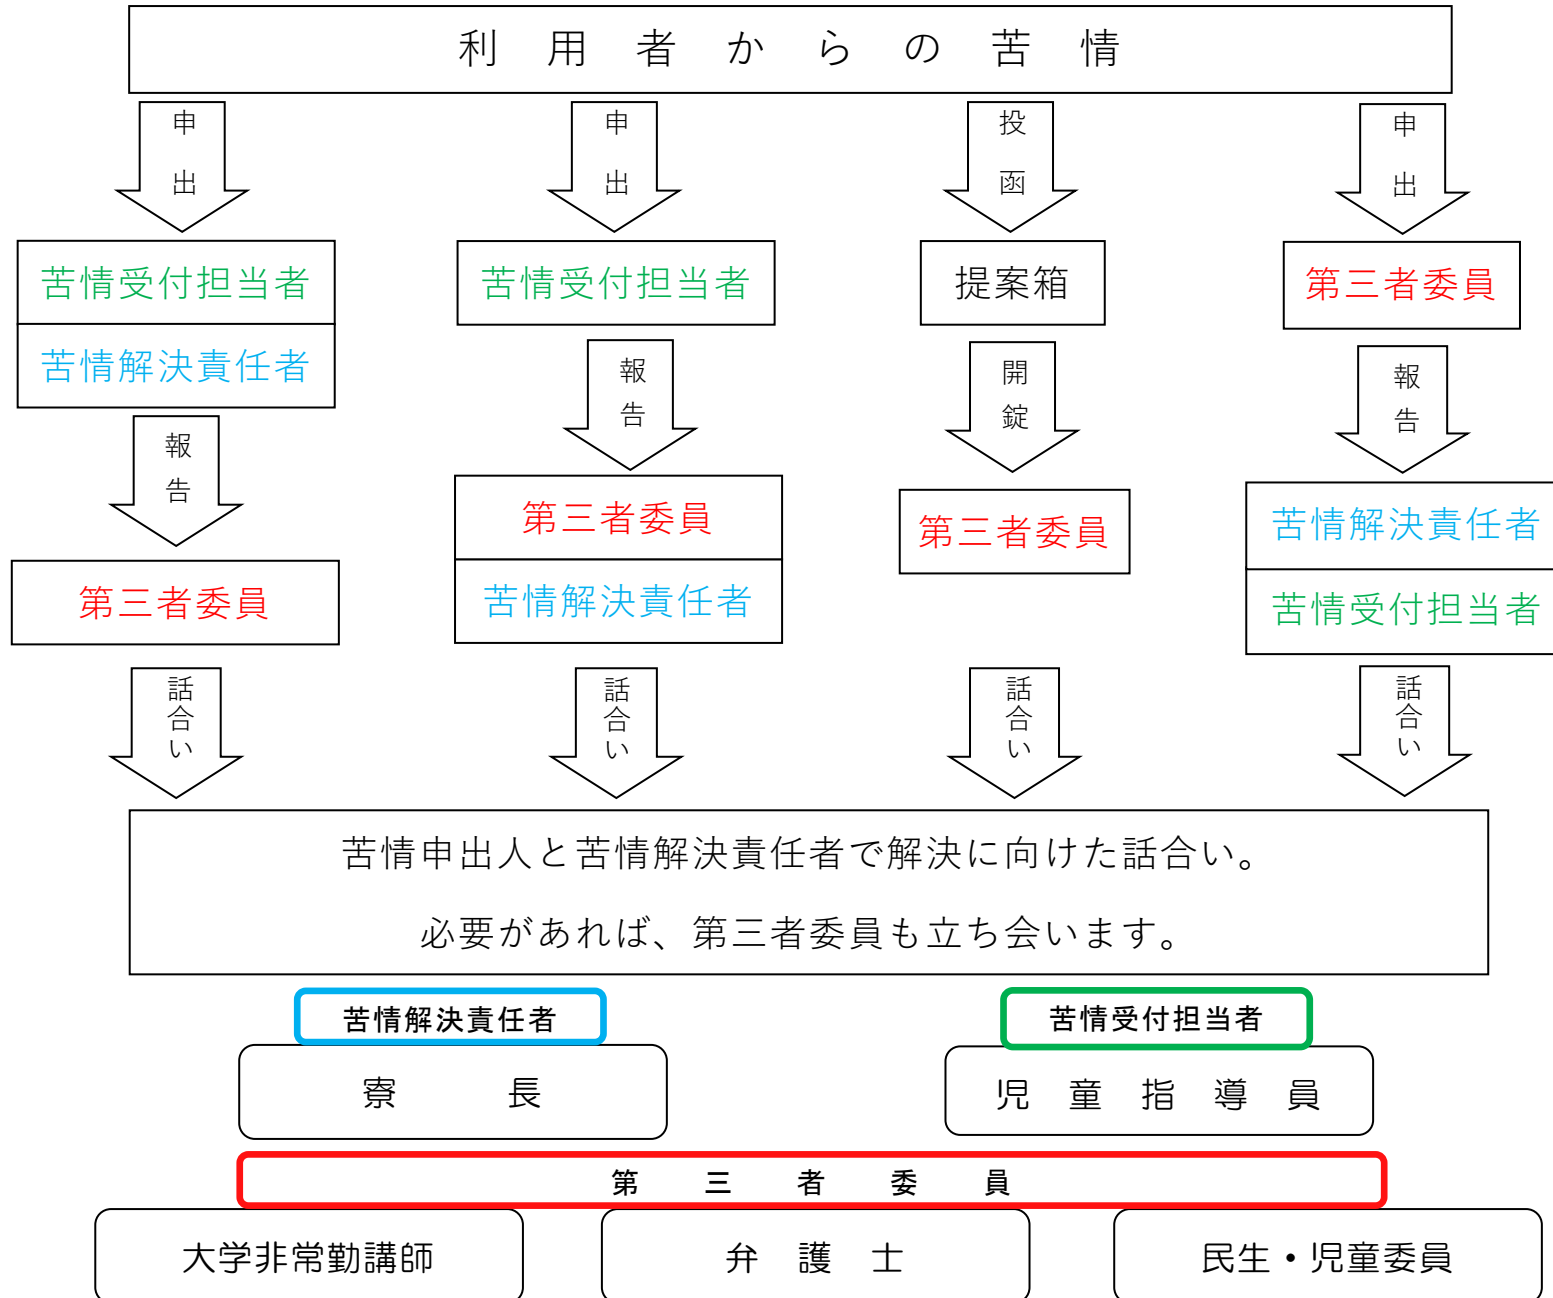 利用者からの苦情
申出
申出
投函
申出
苦情受付担当者
苦情解決責任者
苦情受付担当者
提案箱
第三者委員
報告
報告
開錠
報告
第三者委員
第三者委員
苦情解決責任者
第三者委員
苦情解決責任者
苦情受付担当者
話合い
話合い
話合い
話合い
苦情申出人と苦情解決責任者で解決に向けた話合い。
必要があれば、第三者委員も立ち会います。
苦情解決責任者
苦情受付担当者
寮長
児童指導員
第三者委員
大学非常勤講師
弁護士
民生・児童委員